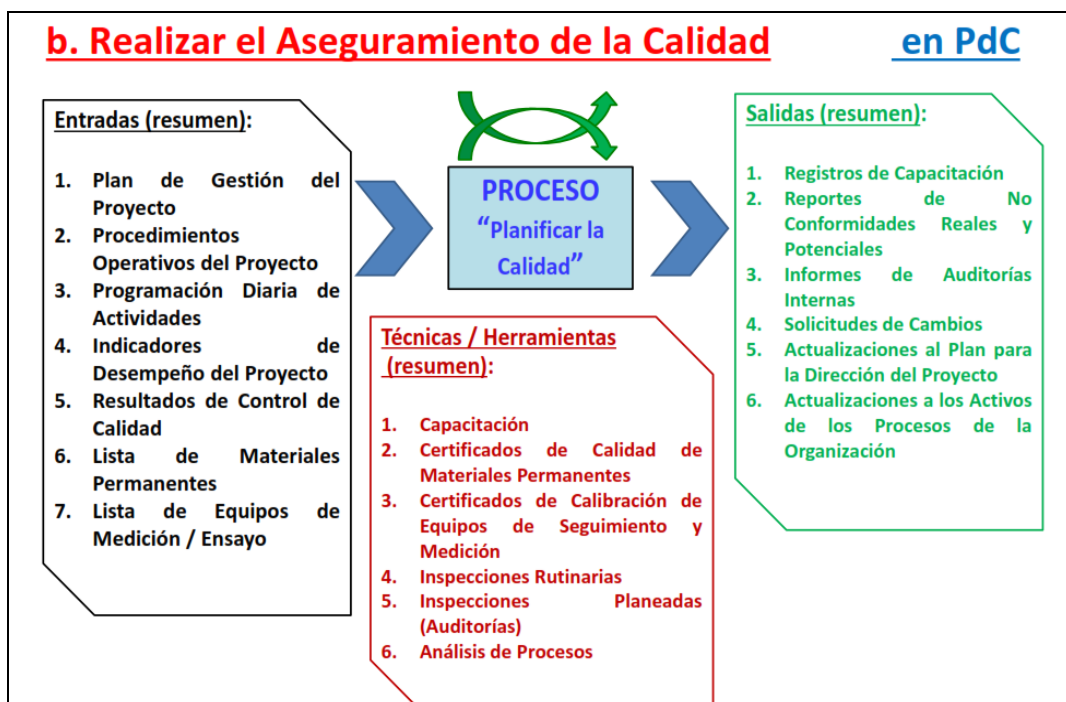 b. Realizar el Aseguramiento de la Calidad en PdC
Entradas (resumen):
1. Plan de Gestión del
Proyecto
2. Procedimientos
Operativos del Proyecto
3. Programación Diaria de
Actividades
4. Indicadores de
Desempeño del Proyecto
5. Resultados de Control de
Calidad
6. Lista de Materiales
Permanentes
7. Lista de Equipos de
Medición / Ensayo
PROCESO
“Planificar la
Calidad”
Técnicas / Herramientas
(resumen):
1. Capacitación
2. Certificados de Calidad de
Materiales Permanentes
3. Certificados de Calibración de
Equipos de Seguimiento y
Medición
4. Inspecciones Rutinarias
5. Inspecciones Planeadas
(Auditorías)
6. Análisis de Procesos
Salidas (resumen):
1. Registros de Capacitación
2. Reportes de No
Conformidades Reales y
Potenciales
3. Informes de Auditorías
Internas
4. Solicitudes de Cambios
5. Actualizaciones al Plan para
la Dirección del Proyecto
6. Actualizaciones a los Activos
de los Procesos de la
Organización